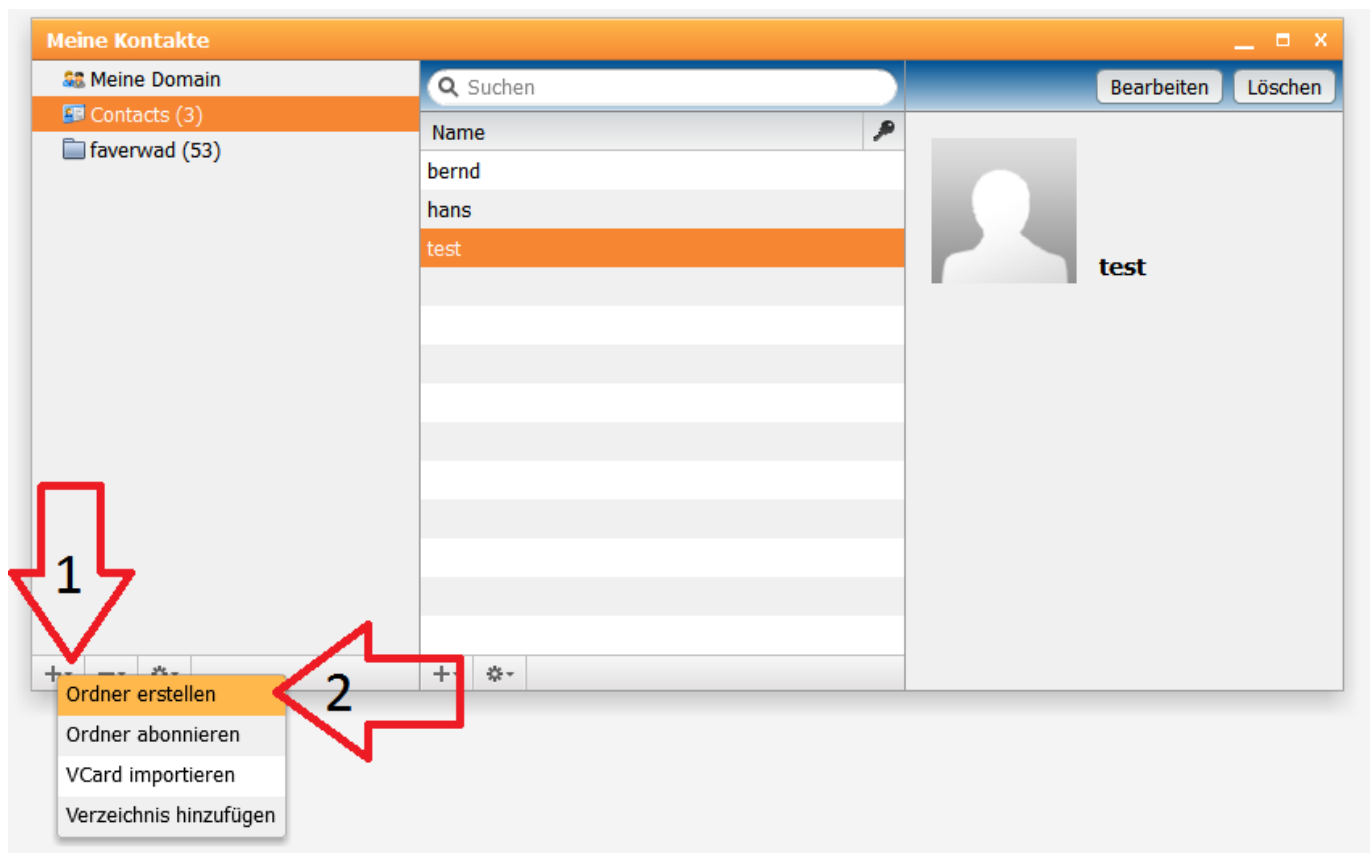 Meine Kontakte
Meine Domain
Contacts (3)
faverwad (53)
Suchen
Name
bernd
hans
test
Bearbeiten
Löschen
test
1
2
Ordner erstellen
Ordner abonnieren
VCard importieren
Verzeichnis hinzufügen